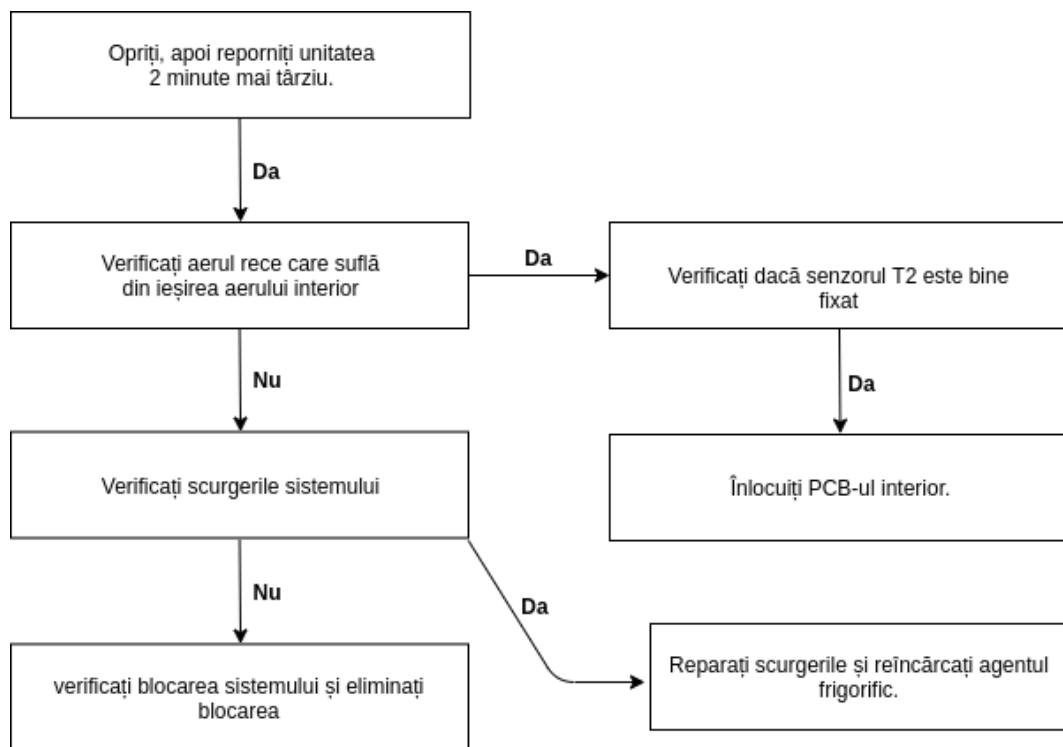 Opriți, apoi reporniți unitatea
2 minute mai târziu.
Da
Verificați aerul rece care suflă
din ieșirea aerului interior
Da
Verificați dacă senzorul T2 este bine
fixat
Nu
Da
Verificați scurgerile sistemului
Înlocuiți PCB-ul interior.
Nu
Da
verificați blocarea sistemului și eliminați
blocarea
Reparați scurgerile și reîncărcați agentul
frigorific.